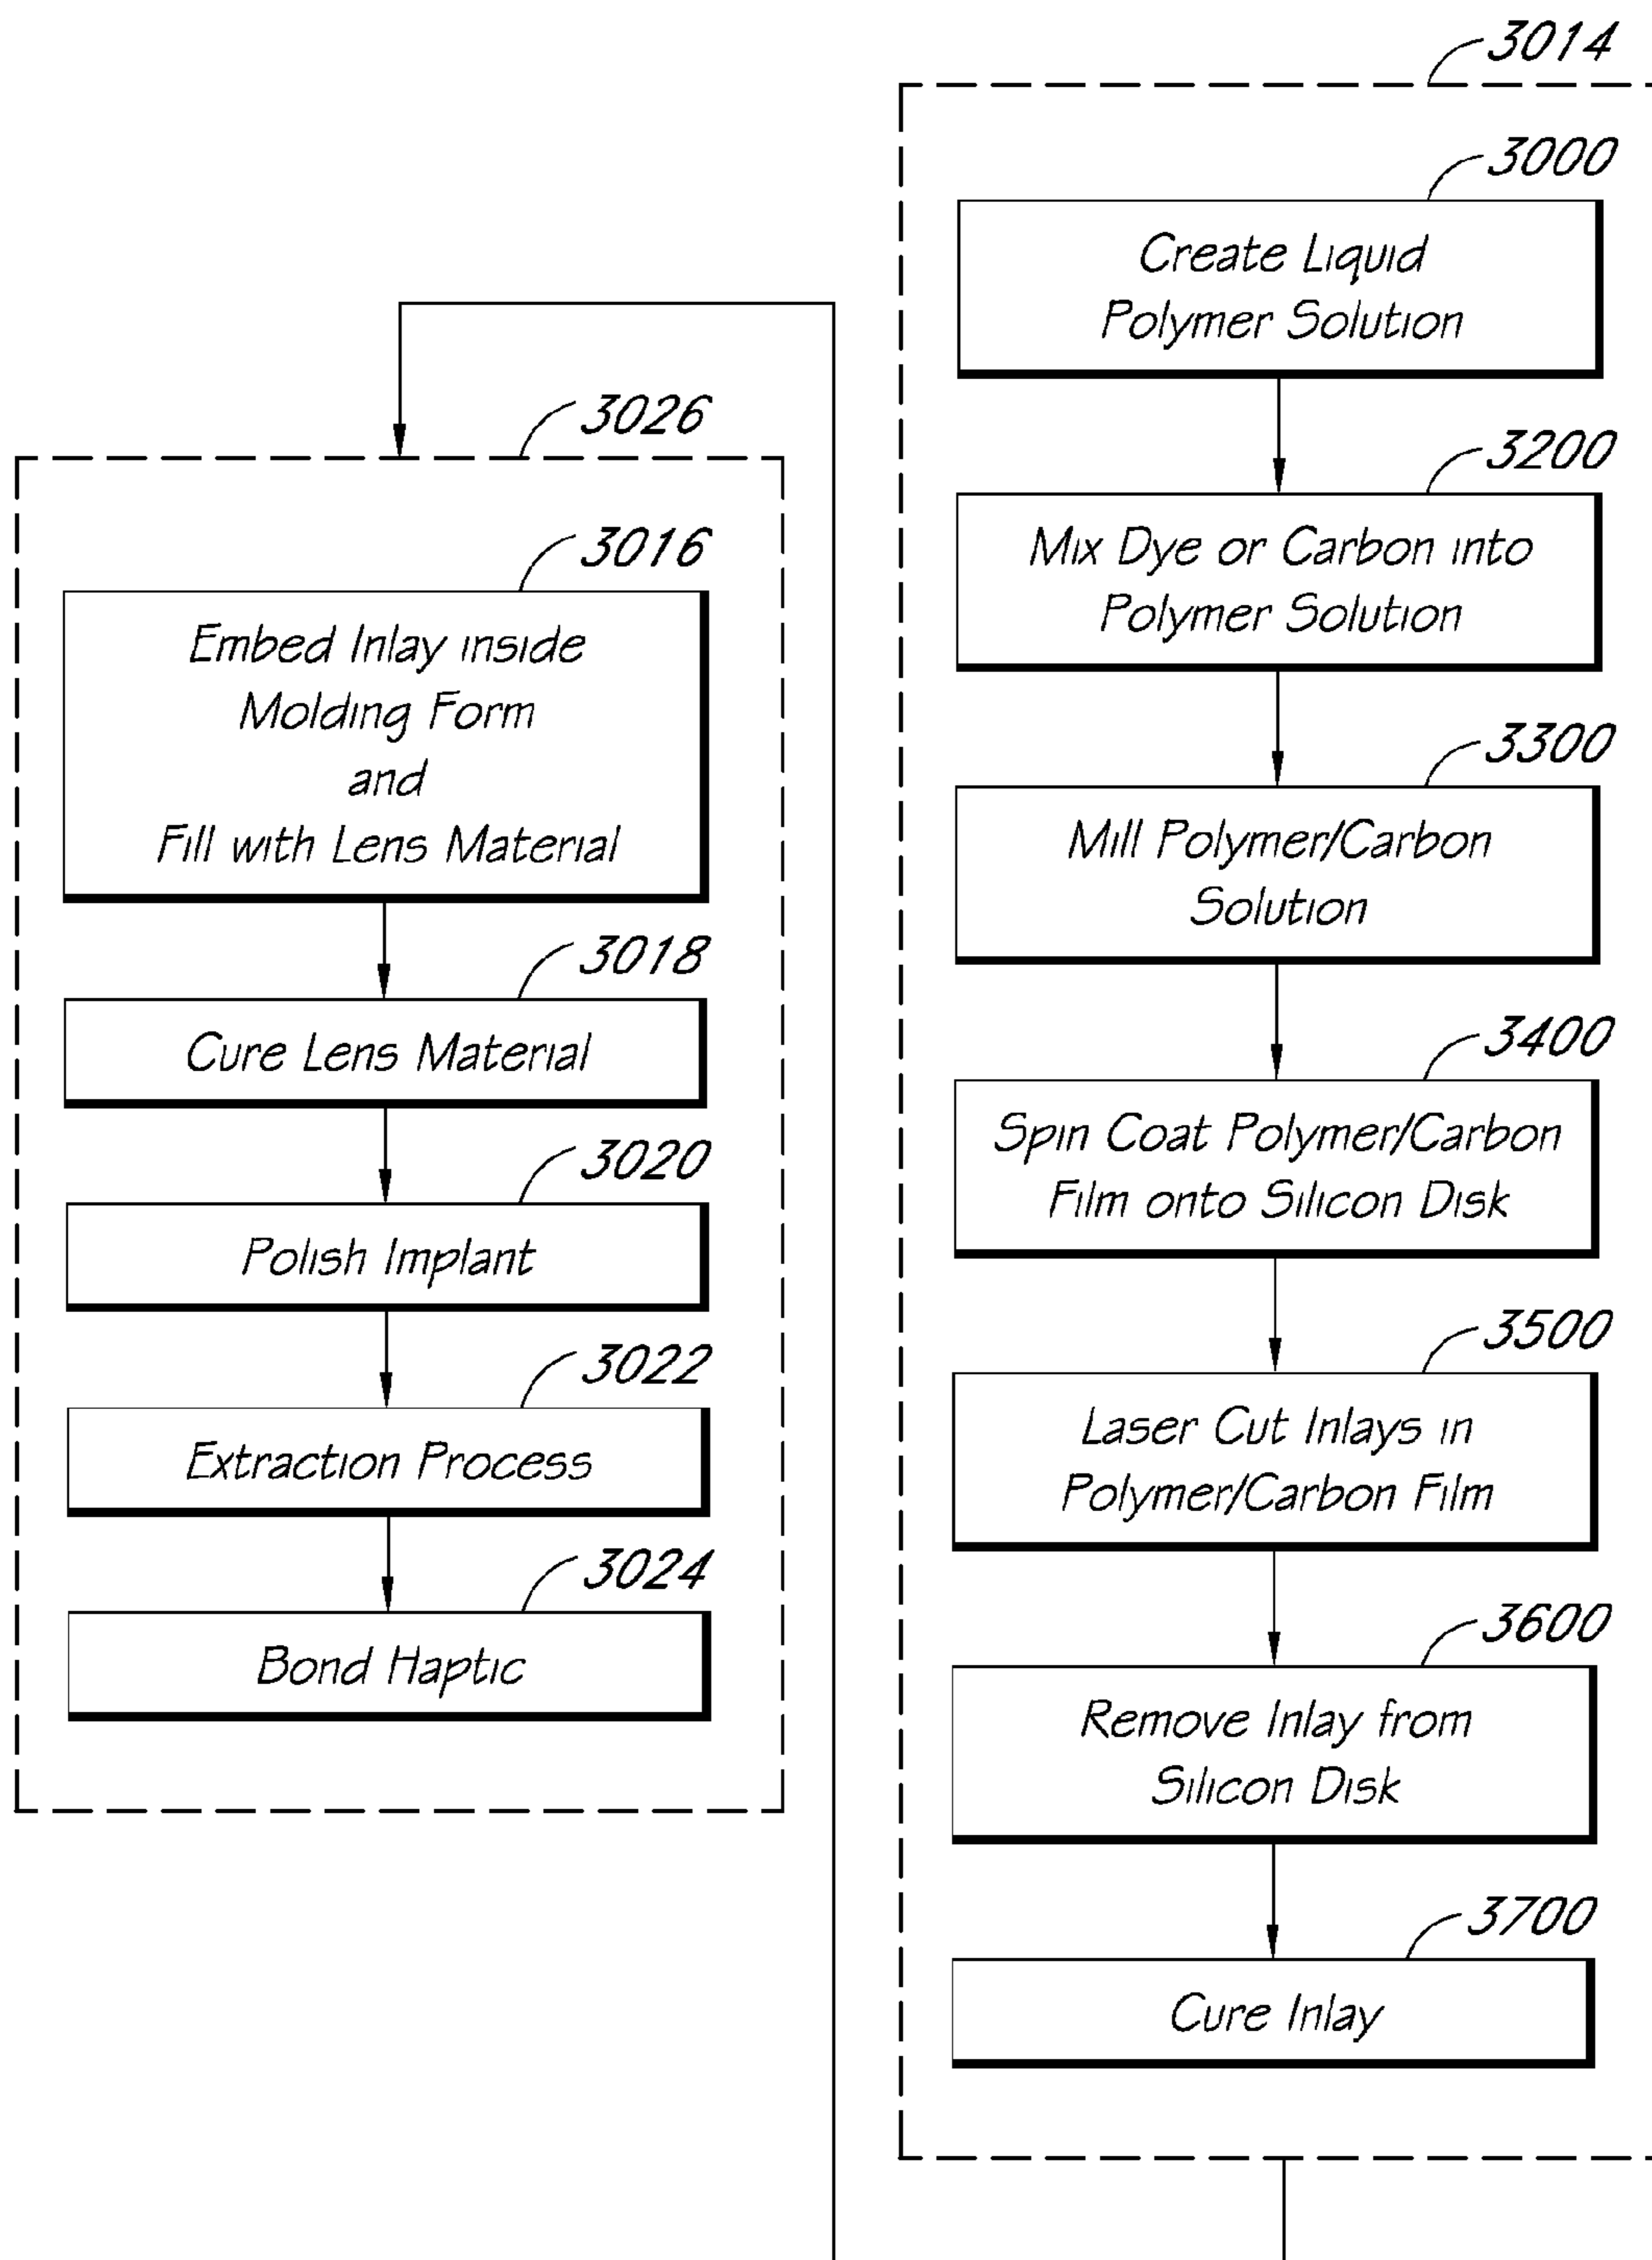 3014
3000
Create Liquid
Polymer Solution
3200
Mix Dye or Carbon into
Polymer Solution
3300
Mill Polymer/Carbon
Solution
3400
Spin Coat Polymer/Carbon
Film onto Silicon Disk
3500
Laser Cut Inlays in
Polymer/Carbon Film
3600
Remove Inlay from
Silicon Disk
3700
Cure Inlay
3026
3016
Embed Inlay inside
Molding Form
and
Fill with Lens Material
3018
Cure Lens Material
3020
Polish Implant
3022
Extraction Process
3024
Bond Haptic